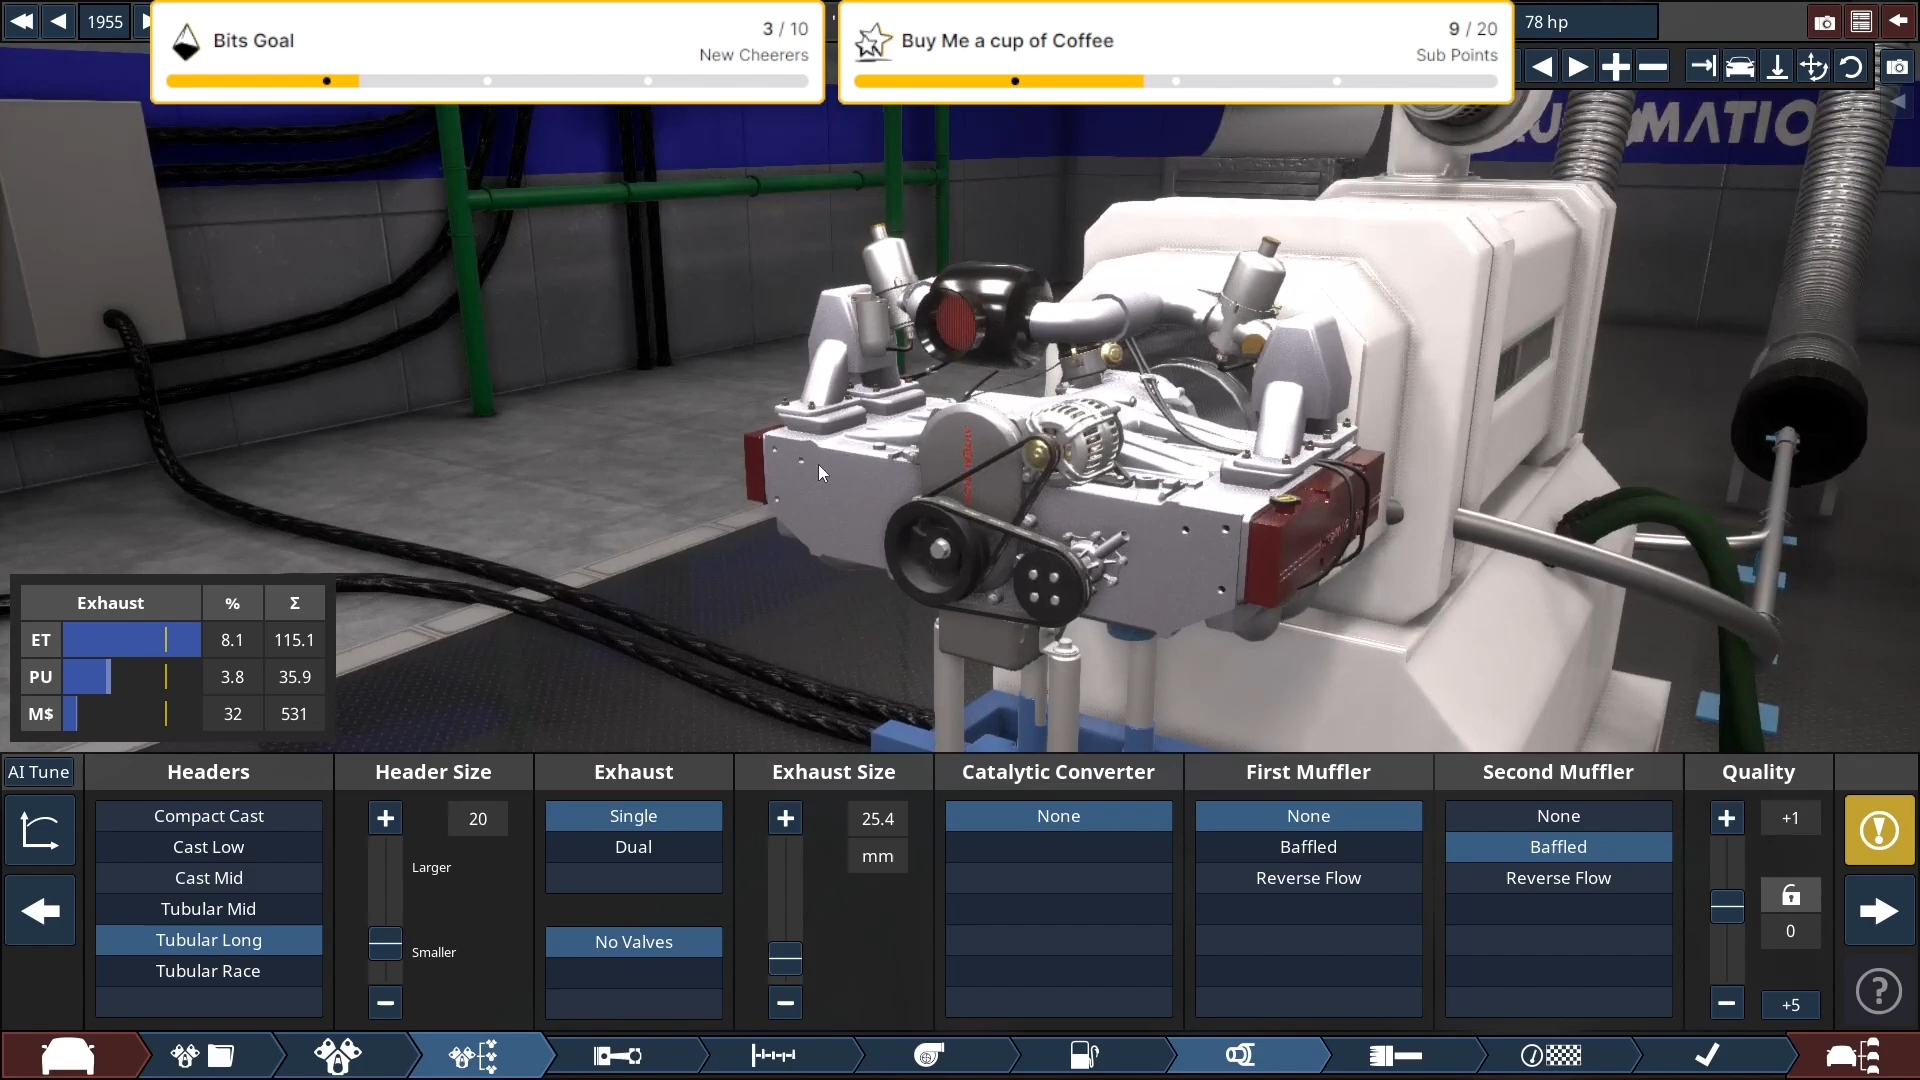 1955
Bits Goal
3 / 10
New Cheerers
Buy Me a cup of Coffee
9 / 20
Sub Points
78 hp
AUTOMATIO
Exhaust % Σ
ET 8.1 115.1
PU 3.8 35.9
M$ 32 531
AI Tune
Headers
Compact Cast
Cast Low
Cast Mid
Tubular Mid
Tubular Long
Tubular Race
Header Size
20
Larger
Smaller
Exhaust
Single
Dual
No Valves
Exhaust Size
25.4
mm
Catalytic Converter
None
First Muffler
None
Baffled
Reverse Flow
Second Muffler
None
Baffled
Reverse Flow
Quality
+1
0
+5